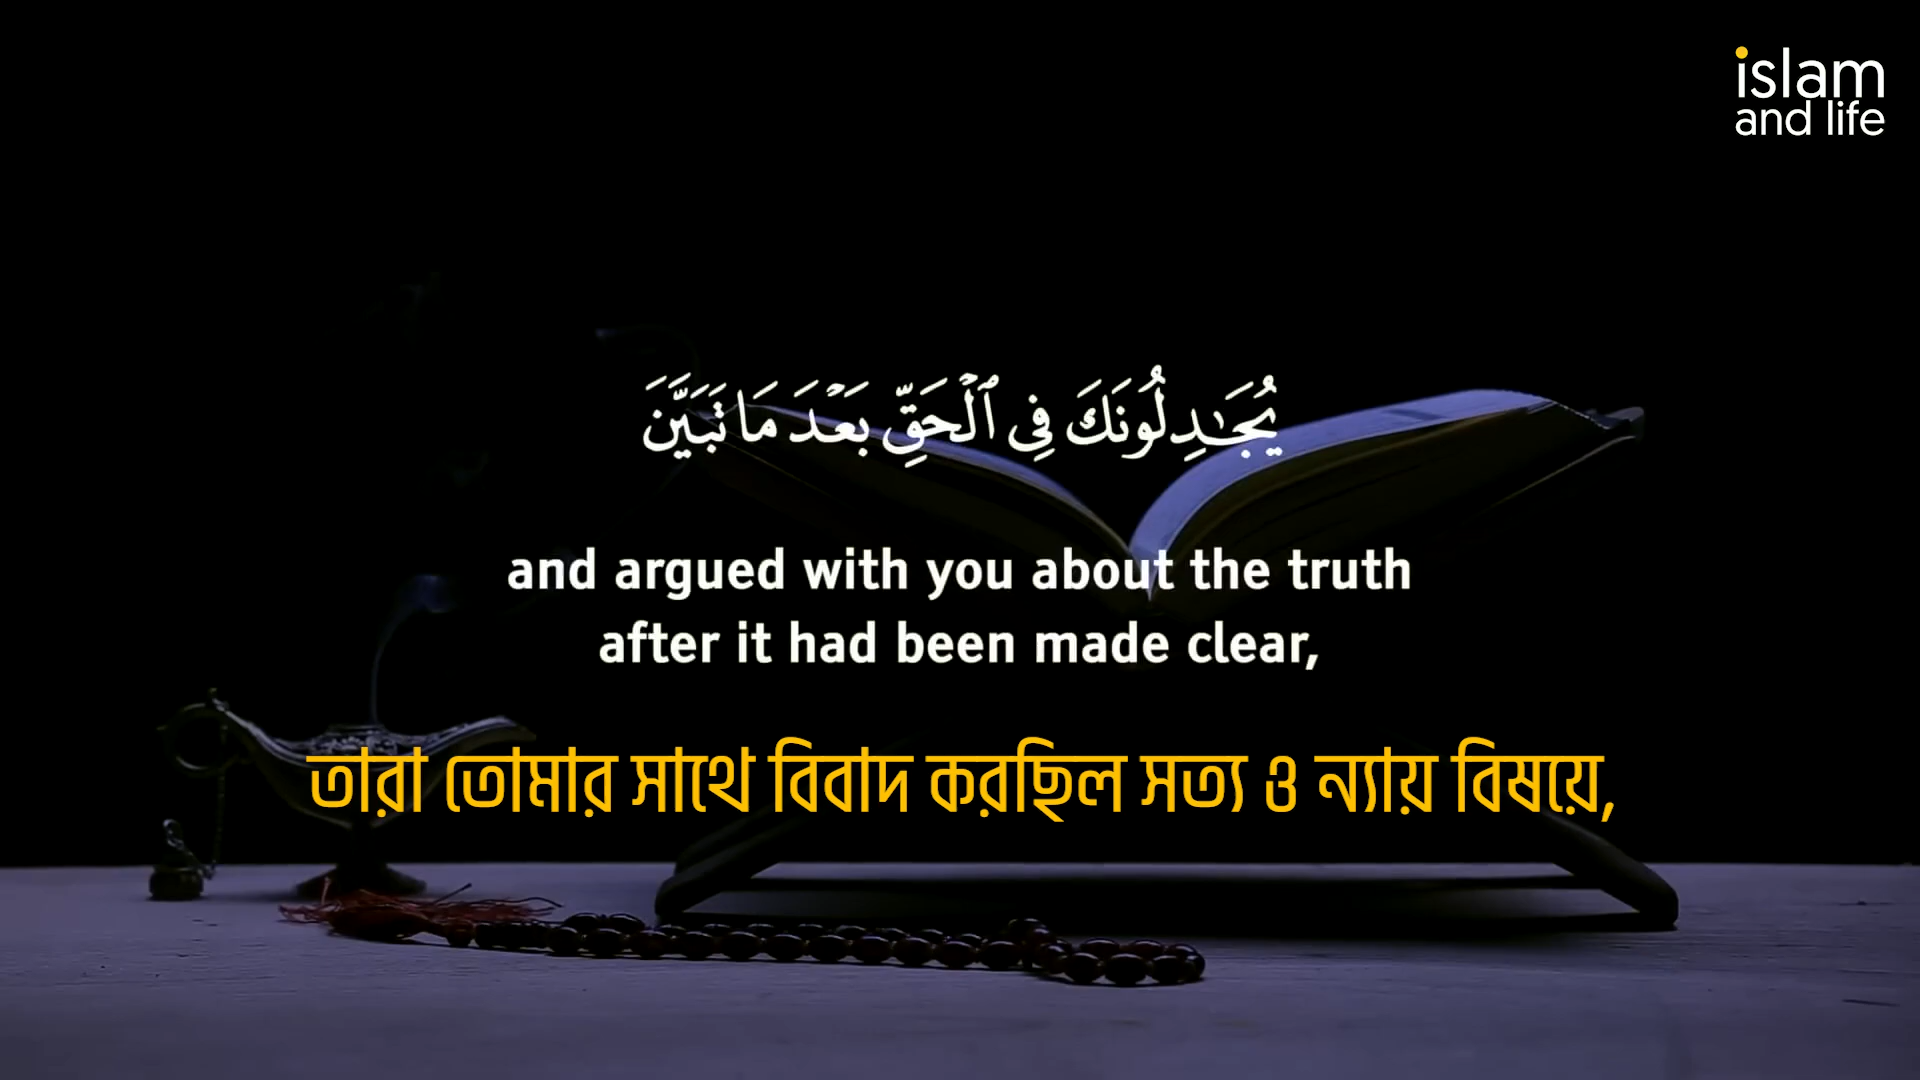 islam
and life
يُجَـٰدِلُونَكَ فِى ٱلْحَقِّ بَعْدَ مَا تَبَيَّنَ
and argued with you about the truth
after it had been made clear,
তারা তোমার সাথে বিবাদ করছিল সত্য ও ন্যায় বিষয়ে,